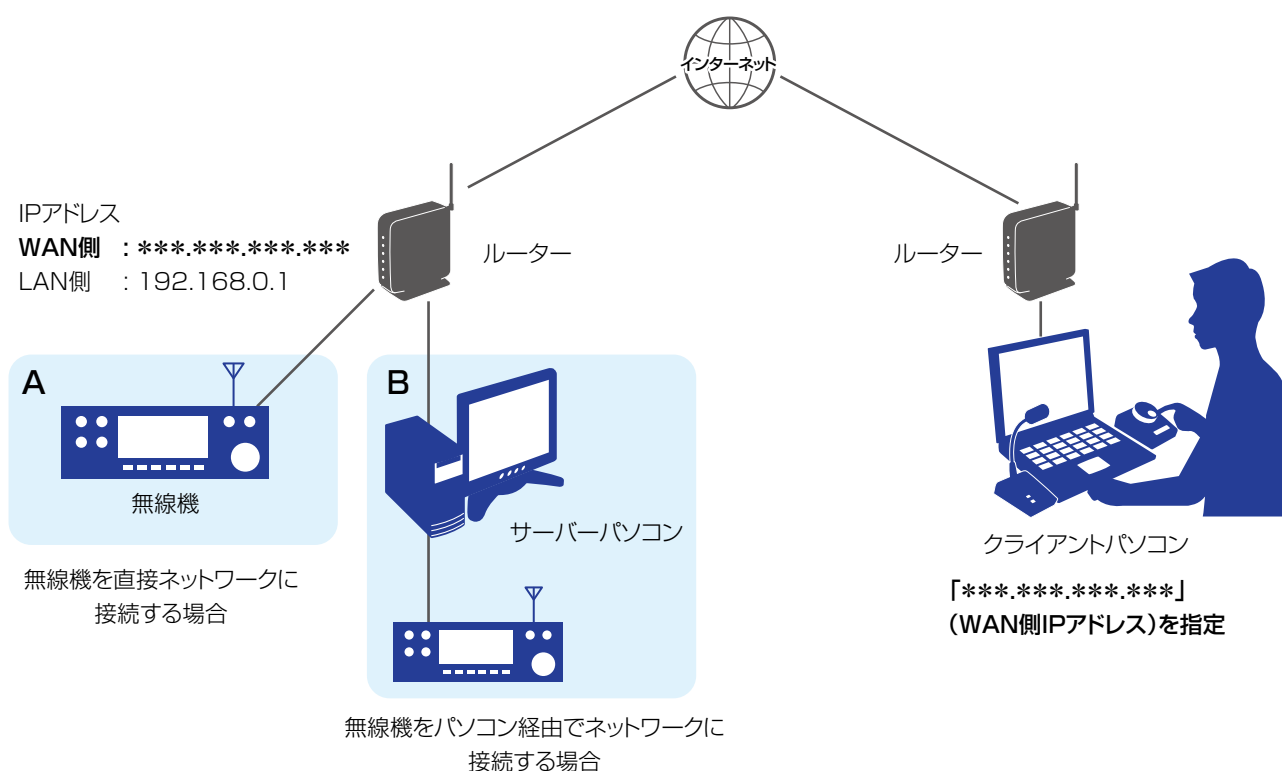 インターネット
IPアドレス
WAN側 : ***.***.***.***
LAN側 : 192.168.0.1
ルーター
ルーター
A
無線機
無線機を直接ネットワークに
接続する場合
B
サーバーパソコン
無線機をパソコン経由でネットワークに
接続する場合
クライアントパソコン
「***.***.***.***」
（WAN側IPアドレス）を指定